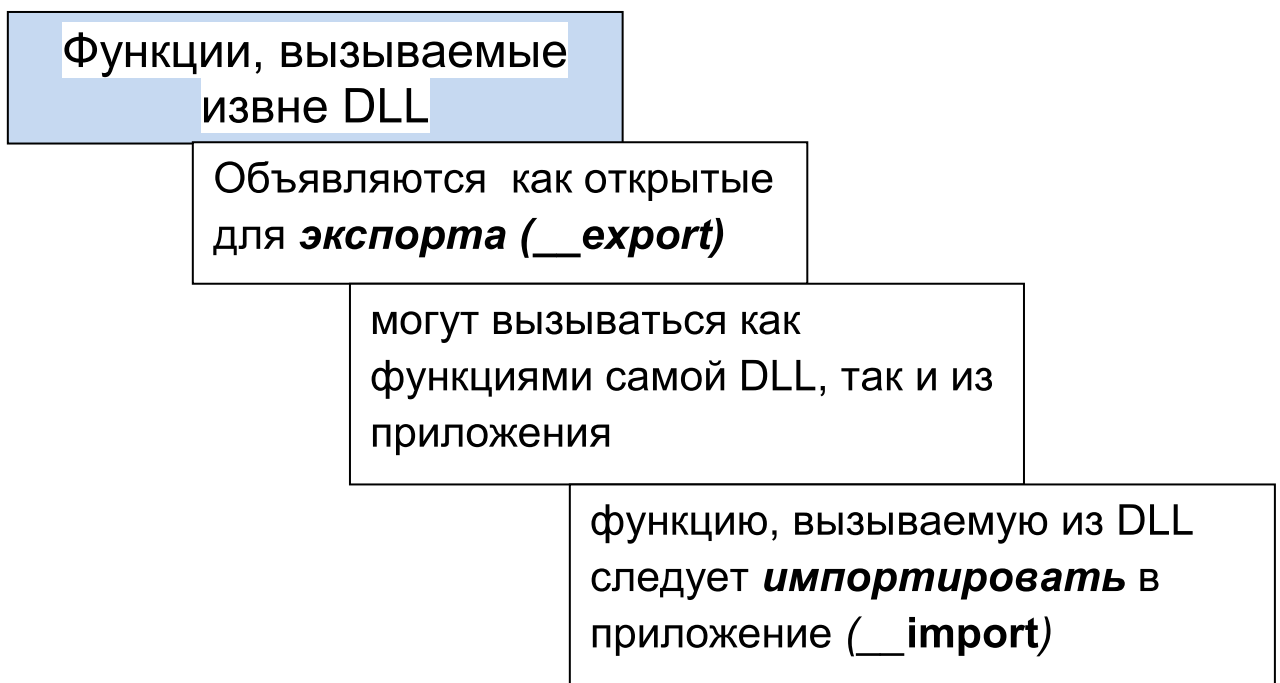 Функции, вызываемые
извне DLL
Объявляются  как открытые
для экспорта (__export)
могут вызываться как
функциями самой DLL, так и из
приложения
функцию, вызываемую из DLL
следует импортировать в
приложение (__import)